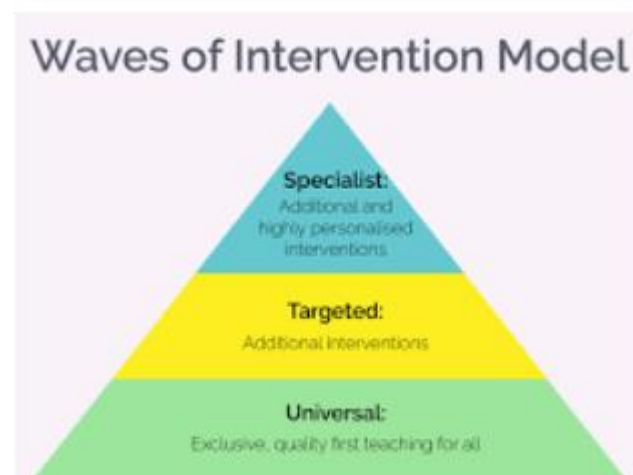 Waves of Intervention Model
Specialist:
Additional and
highly personalised
interventions
Targeted:
Additional interventions
Universal:
Exclusive, quality first teaching for all